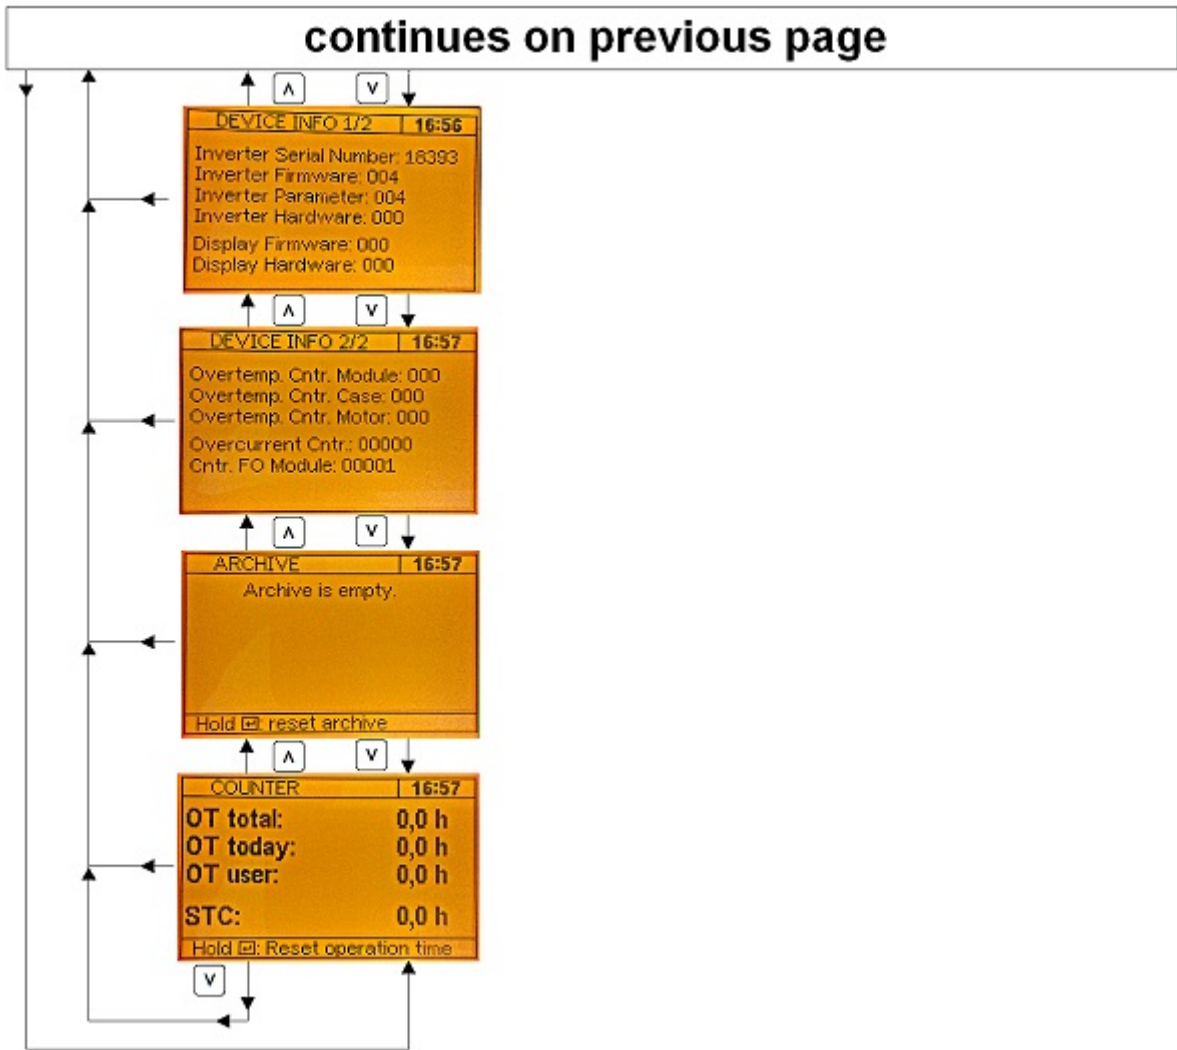 continues on previous page
∧ ∨
DEVICE INFO 1/2 16:56
Inverter Serial Number: 18393
Inverter Firmware: 004
Inverter Parameter: 004
Inverter Hardware: 000
Display Firmware: 000
Display Hardware: 000
∧ ∨
DEVICE INFO 2/2 16:57
Overtemp. Cntr. Module: 000
Overtemp. Cntr. Case: 000
Overtemp. Cntr. Motor: 000
Overcurrent Cntr.: 00000
Cntr. FO Module: 00001
∧ ∨
ARCHIVE 16:57
Archive is empty.
Hold ↵: reset archive
∧ ∨
COUNTER 16:57
OT total: 0,0 h
OT today: 0,0 h
OT user: 0,0 h
STC: 0,0 h
Hold ↵: Reset operation time
∨